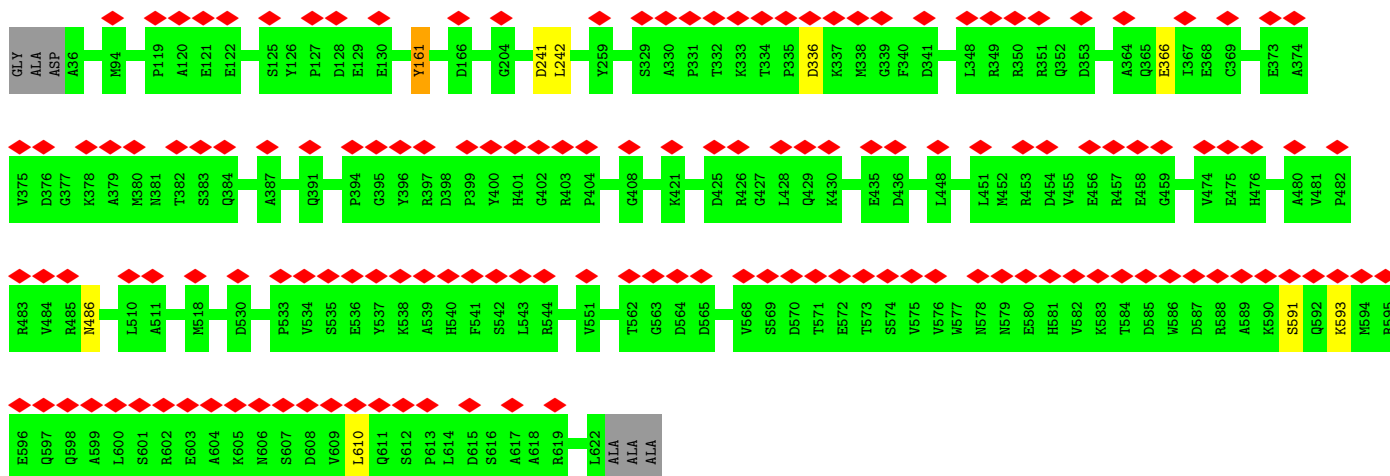 GLY ALA ASP A36 M94 P119 A120 E121 E122 S125 Y126 P127 D128 E129 E130 Y161 D166 G204 D241 L242 Y259 S329 A330 P331 T332 K333 T334 P335 D336 K337 M338 G339 F340 D341 L348 R349 R350 R351 Q352 D353 A364 Q365 E366 I367 E368 C369 E373 A374
V375 D376 G377 K378 A379 M380 N381 T382 S383 Q384 A387 Q391 P394 G395 Y396 R397 D398 P399 Y400 H401 G402 R403 P404 G408 K421 D425 R426 G427 L428 Q429 K430 E435 D436 L448 L451 M452 R453 D454 V455 E456 R457 E458 G459 V474 E475 H476 A480 V481 P482
R483 V484 R485 N486 L510 A511 M518 D530 P533 V534 S535 E536 Y537 K538 A539 H540 F541 S542 L543 R544 V551 T562 G563 D564 D565 V568 S569 D570 T571 E572 T573 S574 V575 V576 W577 N578 N579 E580 H581 V582 K583 T584 D585 W586 D587 R588 A589 K590 S591 Q592 K593 M594 R595
E596 Q597 Q598 A599 L600 S601 R602 E603 A604 K605 N606 S607 D608 V609 L610 Q611 S612 P613 L614 D615 S616 A617 A618 R619 L622 ALA ALA ALA